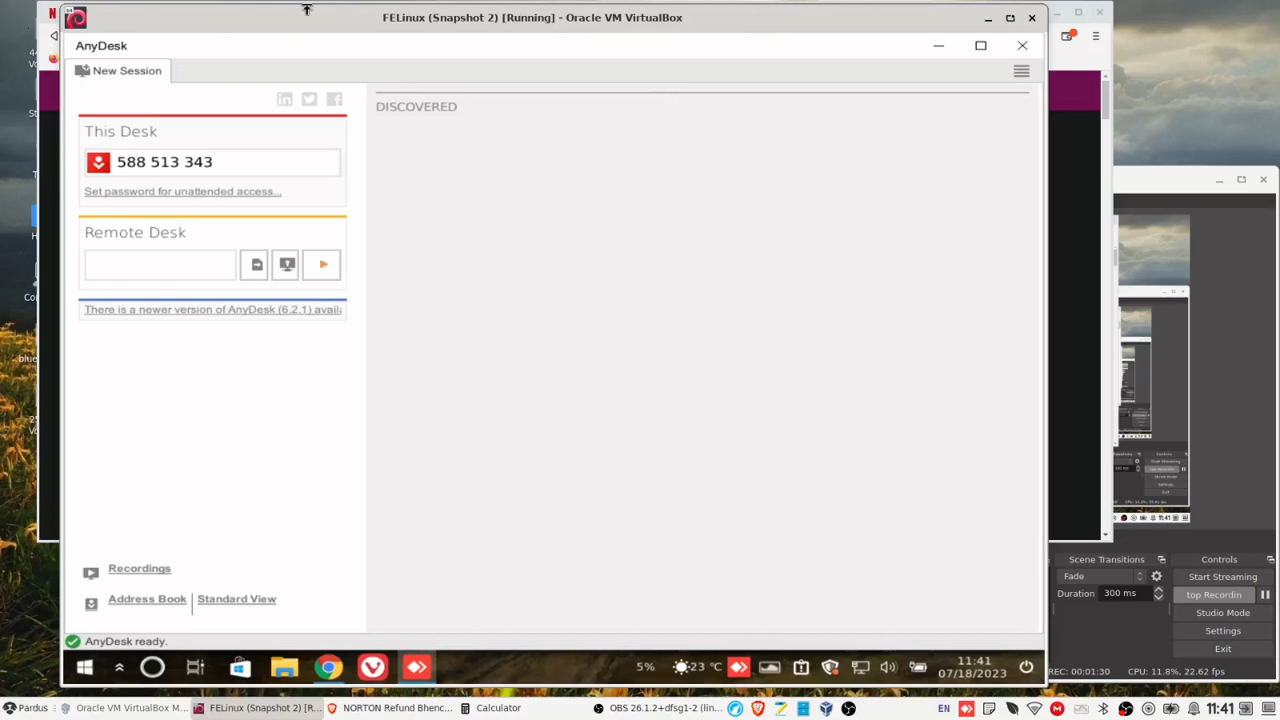 FELinux (Snapshot 2) [Running] - Oracle VM VirtualBox
AnyDesk
New Session
DISCOVERED
This Desk
588 513 343
Set password for unattended access...
Remote Desk
There is a newer version of AnyDesk (6.2.1) avail
Recordings
Address Book
Standard View
AnyDesk ready.
5%
23 °C
11:41
07/18/2023
Scene Transitions
Controls
Fade
Start Streaming
Duration 300 ms
top Recordin
Studio Mode
Settings
Exit
REC: 00:01:30
CPU: 11.8%, 22.62 fps
Pardus
Oracle VM VirtualBox M...
FELinux (Snapshot 2) [R...
NORTON Refund Bhenc...
Calculator
OBS 26.1.2+dfsg1-2 (lin...
EN
11:41